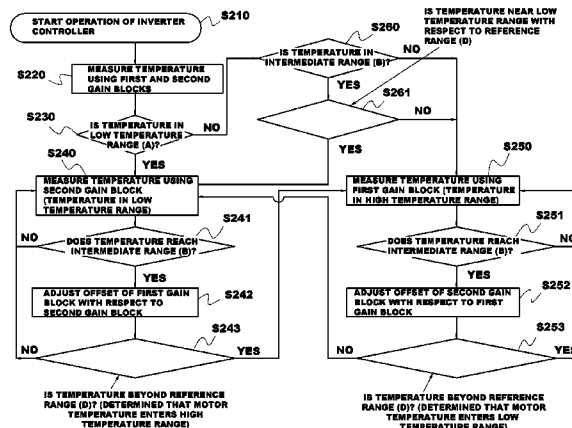 START OPERATION OF INVERTER
CONTROLLER
S210
S220
MEASURE TEMPERATURE
USING FIRST AND SECOND
GAIN BLOCKS
S230
IS TEMPERATURE IN
LOW TEMPERATURE
RANGE (A)?
NO
YES
S260
IS TEMPERATURE IN
INTERMEDIATE RANGE (B)?
NO
YES
IS TEMPERATURE NEAR LOW
TEMPERATURE RANGE WITH
RESPECT TO REFERENCE
RANGE (D)
S261
NO
YES
S240
MEASURE TEMPERATURE USING
SECOND GAIN BLOCK
(TEMPERATURE IN LOW
TEMPERATURE RANGE)
S241
DOES TEMPERATURE REACH
INTERMEDIATE RANGE (B)?
NO
YES
S242
ADJUST OFFSET OF FIRST GAIN
BLOCK WITH RESPECT TO
SECOND GAIN BLOCK
S243
NO
YES
IS TEMPERATURE BEYOND REFERENCE
RANGE (D)? (DETERMINED THAT MOTOR
TEMPERATURE ENTERS HIGH
TEMPERATURE RANGE)
S250
MEASURE TEMPERATURE USING
FIRST GAIN BLOCK (TEMPERATURE
IN HIGH TEMPERATURE RANGE)
S251
DOES TEMPERATURE REACH
INTERMEDIATE RANGE (B)?
NO
YES
S252
ADJUST OFFSET OF SECOND GAIN
BLOCK WITH RESPECT TO FIRST
GAIN BLOCK
S253
NO
YES
IS TEMPERATURE BEYOND REFERENCE
RANGE (D)? (DETERMINED THAT MOTOR
TEMPERATURE ENTERS LOW
TEMPERATURE RANGE)